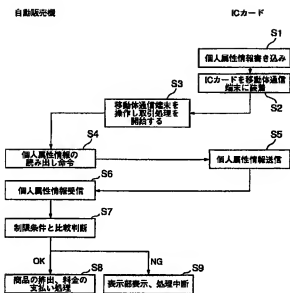 自動販売機
ICカード
S1
個人属性情報書き込み
ICカードを移動体通信
端末に装着
S2
S3
移動体通信端末を
操作し取引処理を
開始する
S4
個人属性情報の
読み出し命令
S5
個人属性情報送信
S6
個人属性情報受信
S7
制限条件と比較判断
OK
NG
S8
商品の排出、料金の
支払い処理
S9
表示部表示、処理中断